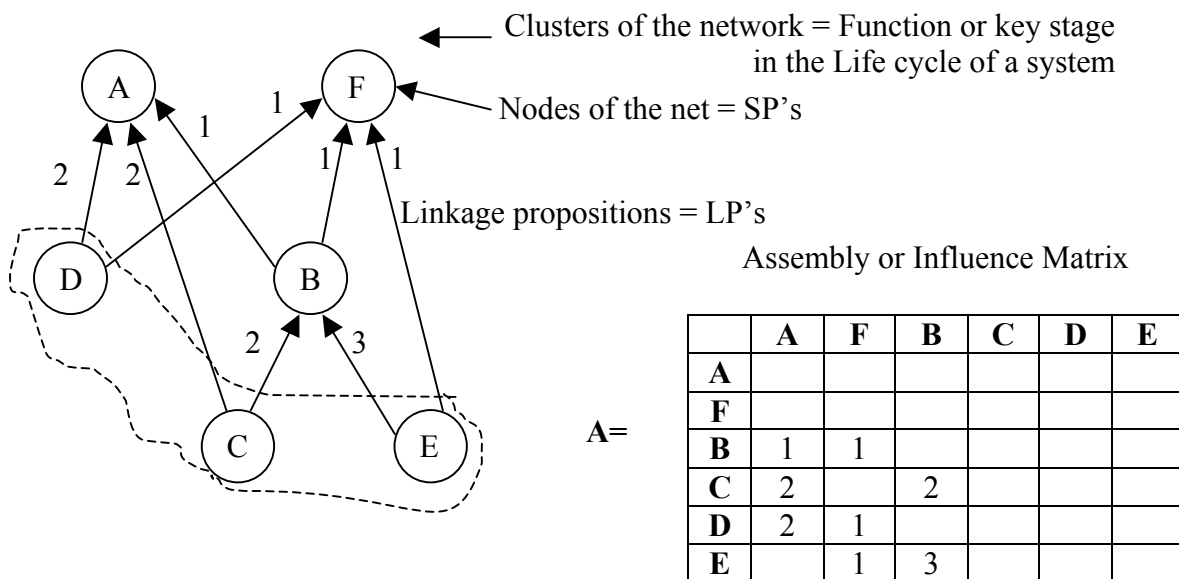 Clusters of the network = Function or key stage
in the Life cycle of a system
A
F
1
1
Nodes of the net = SP's
1
1
2
2
Linkage propositions = LP's
D
B
Assembly or Influence Matrix
2
3
A F B C D E
A
F
C
E
A=
B 1 1
C 2 2
D 2 1
E 1 3